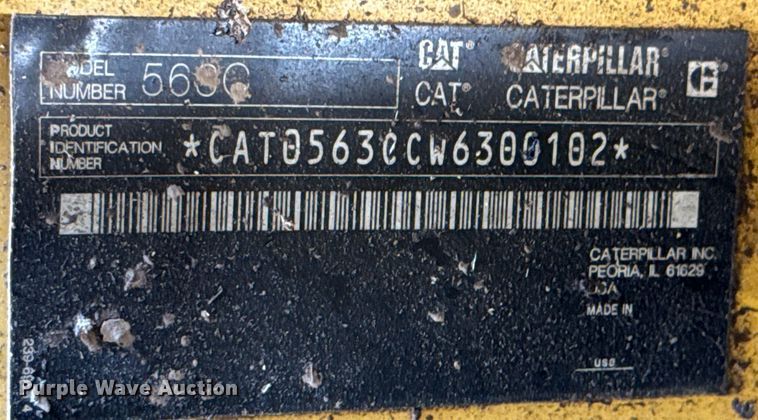 MODEL
NUMBER 563C
CAT CATERPILLAR
CAT® CATERPILLAR®
PRODUCT
IDENTIFICATION
NUMBER
*CAT0563CCW6300102*
CATERPILLAR INC.
PEORIA, IL 61629
USA
MADE IN
USO
Purple Wave Auction